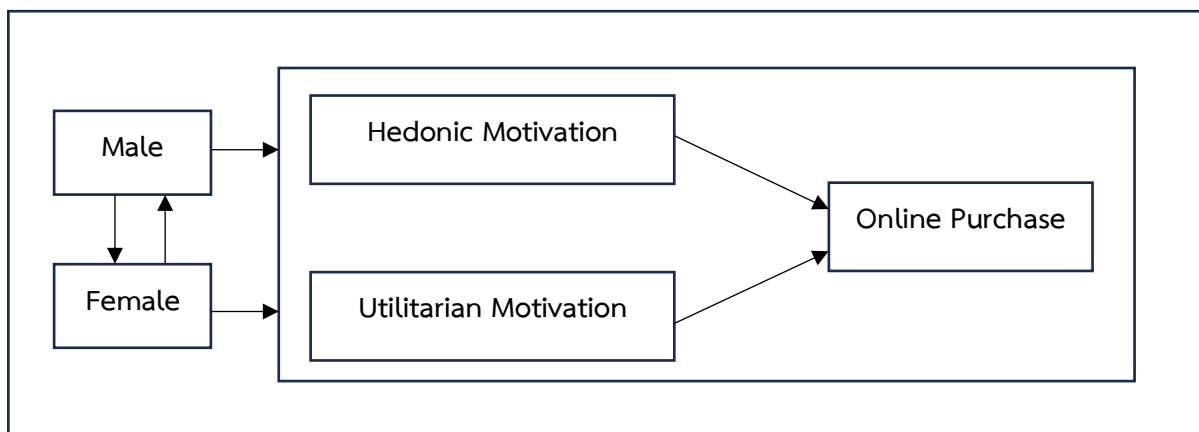 Male
Hedonic Motivation
Online Purchase
Female
Utilitarian Motivation